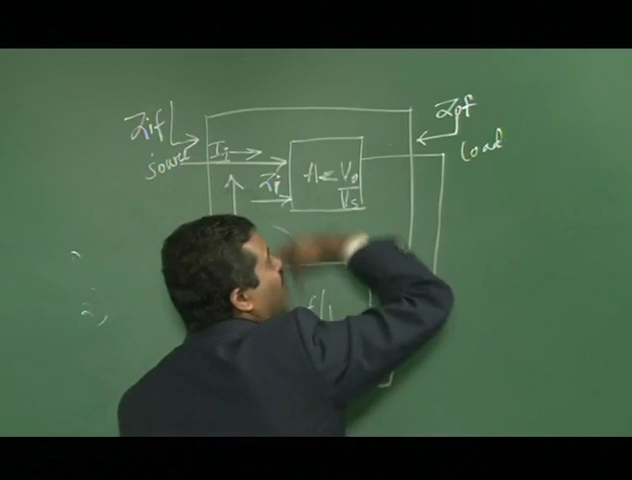 Zif
Zof
source
Ii
load
Zi
A = Vo
Vs